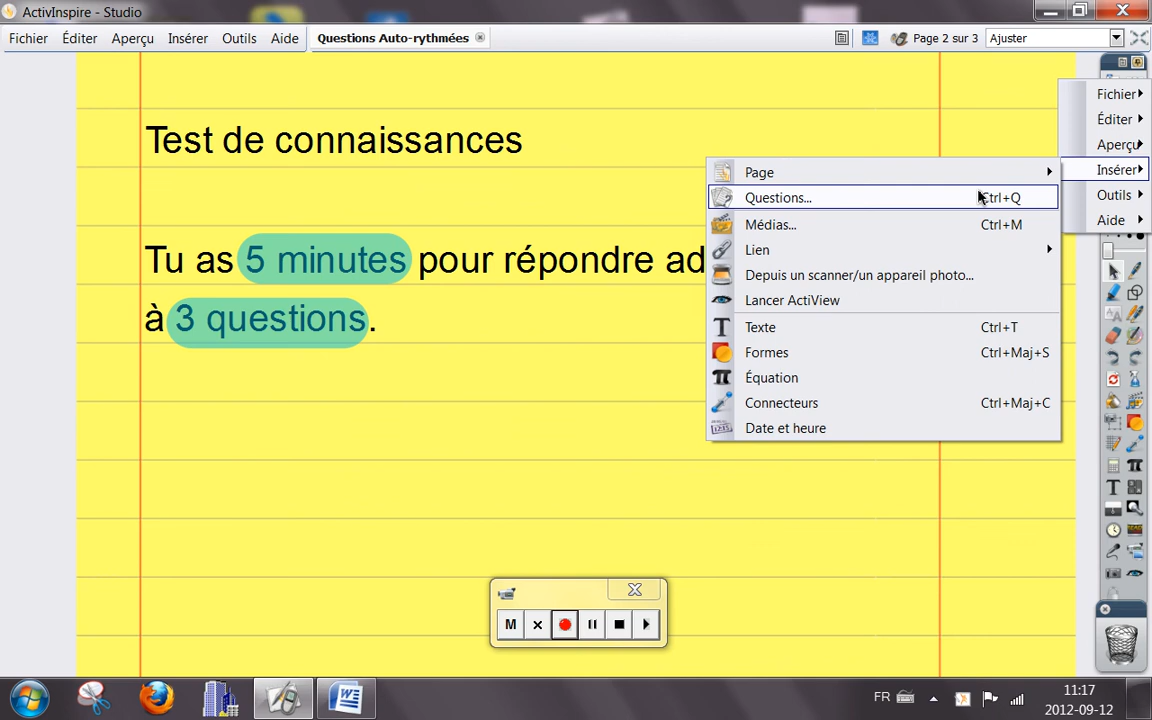 ActivInspire - Studio
Fichier Éditer Aperçu Insérer Outils Aide Questions Auto-rythmées Page 2 sur 3 Ajuster
Fichier
Éditer
Aperçu
Insérer
Outils
Aide
Page
Questions... Ctrl+Q
Médias... Ctrl+M
Lien
Depuis un scanner/un appareil photo...
Lancer ActiView
Texte Ctrl+T
Formes Ctrl+Maj+S
Équation
Connecteurs Ctrl+Maj+C
Date et heure
Test de connaissances
Tu as 5 minutes pour répondre ad
à 3 questions.
M
FR 11:17
2012-09-12